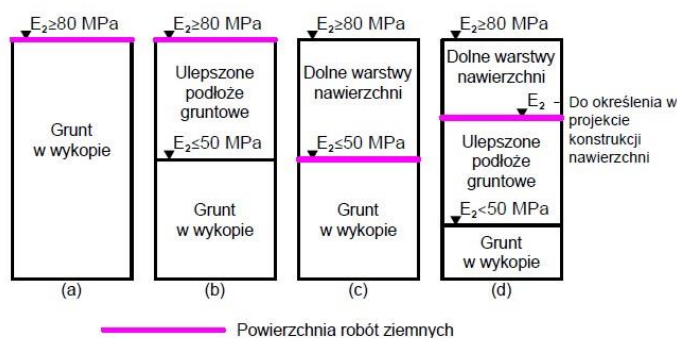 E₂≥80 MPa
Grunt
w wykopie
(a)
E₂≥80 MPa
Ulepszone
podłoże
gruntowe
E₂≤50 MPa
Grunt
w wykopie
(b)
E₂≥80 MPa
Dolne warstwy
nawierzchni
E₂≤50 MPa
Grunt
w wykopie
(c)
E₂≥80 MPa
Dolne warstwy
nawierzchni
E₂ – Do określenia w
projekcie
konstrukcji
nawierzchni
Ulepszone
podłoże
gruntowe
E₂<50 MPa
Grunt
w wykopie
(d)
Powierzchnia robót ziemnych